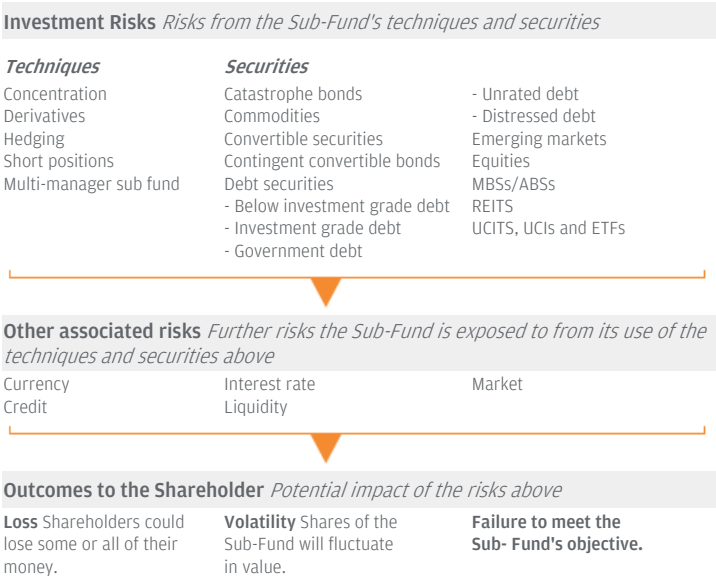 Investment Risks Risks from the Sub-Fund's techniques and securities
Techniques
Concentration
Derivatives
Hedging
Short positions
Multi-manager sub fund
Securities
Catastrophe bonds
Commodities
Convertible securities
Contingent convertible bonds
Debt securities
- Below investment grade debt
- Investment grade debt
- Government debt
- Unrated debt
- Distressed debt
Emerging markets
Equities
MBSs/ABSs
REITS
UCITS, UCIs and ETFs
Other associated risks Further risks the Sub-Fund is exposed to from its use of the
techniques and securities above
Currency
Credit
Interest rate
Liquidity
Market
Outcomes to the Shareholder Potential impact of the risks above
Loss Shareholders could
lose some or all of their
money.
Volatility Shares of the
Sub-Fund will fluctuate
in value.
Failure to meet the
Sub- Fund's objective.